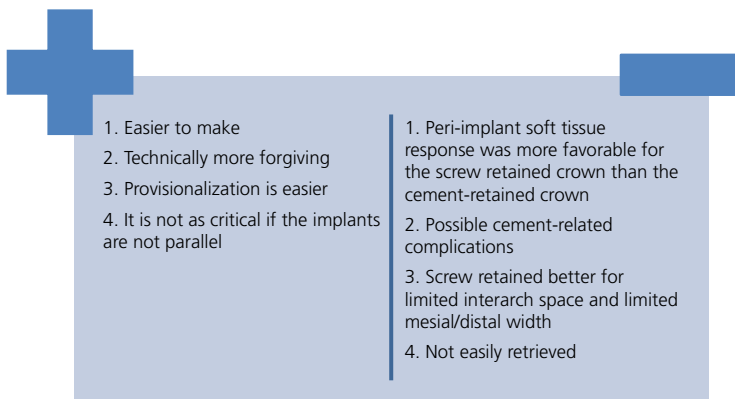 1. Easier to make
2. Technically more forgiving
3. Provisionalization is easier
4. It is not as critical if the implants
are not parallel
1. Peri-implant soft tissue
response was more favorable for
the screw retained crown than the
cement-retained crown
2. Possible cement-related
complications
3. Screw retained better for
limited interarch space and limited
mesial/distal width
4. Not easily retrieved